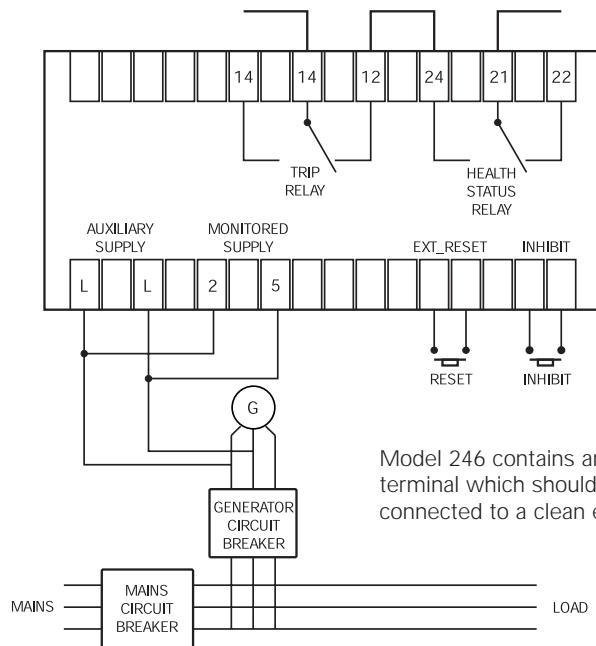 14 14 12 24 21 22
TRIP
RELAY
HEALTH
STATUS
RELAY
AUXILIARY
SUPPLY
MONITORED
SUPPLY
EXT_RESET
INHIBIT
L L 2 5
RESET
INHIBIT
G
Model 246 contains
terminal which should
connected to a clean
GENERATOR
CIRCUIT
BREAKER
MAINS
MAINS
CIRCUIT
BREAKER
LOAD